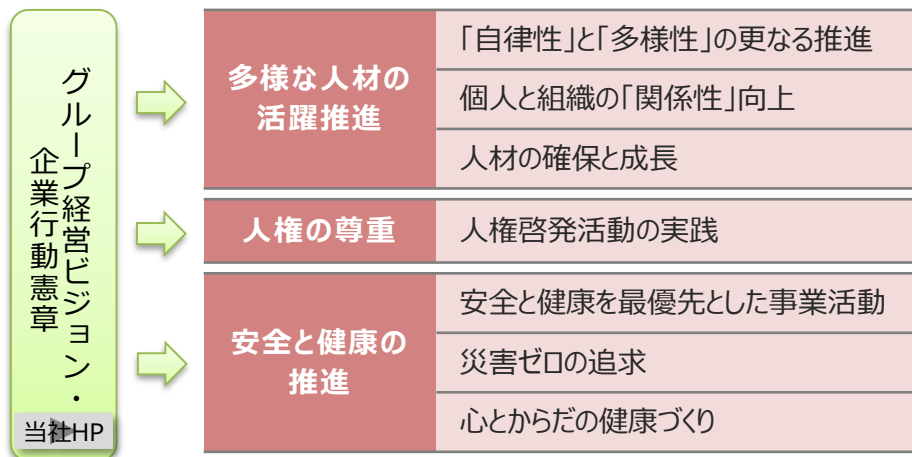 グループ経営ビジョン・
企業行動憲章
当社HP
多様な人材の
活躍推進
「自律性」と「多様性」の更なる推進
個人と組織の「関係性」向上
人材の確保と成長
人権の尊重
人権啓発活動の実践
安全と健康の
推進
安全と健康を最優先とした事業活動
災害ゼロの追求
心とからだの健康づくり